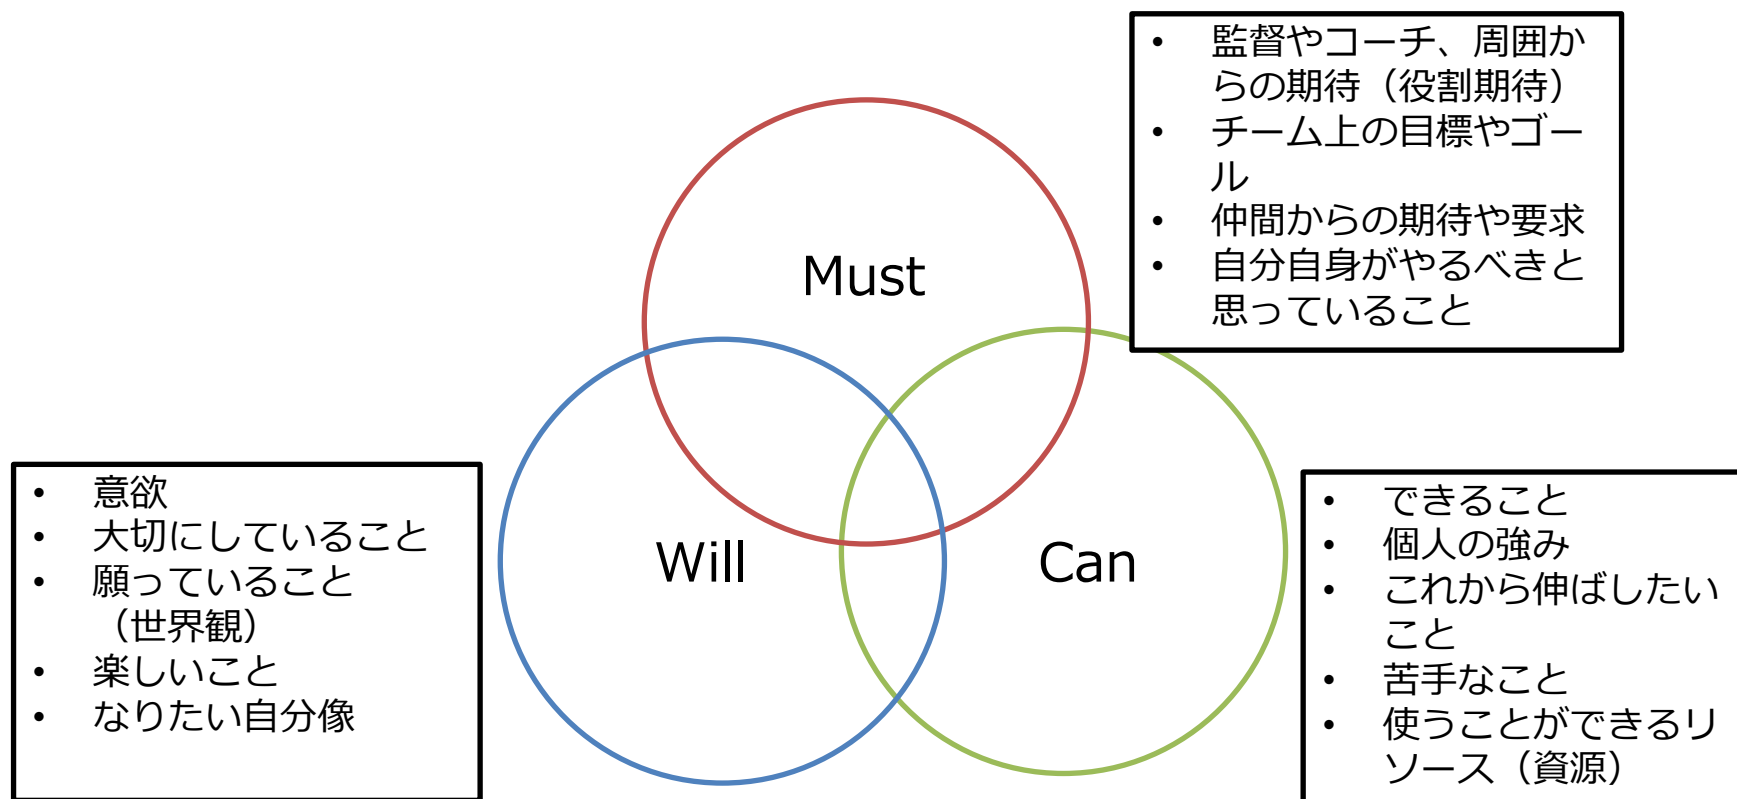 • 監督やコーチ、周囲か
らの期待（役割期待）
• チーム上の目標やゴー
ル
• 仲間からの期待や要求
• 自分自身がやるべきと
思っていること
Must
Will
Can
• 意欲
• 大切にしていること
• 願っていること
（世界観）
• 楽しいこと
• なりたい自分像
• できること
• 個人の強み
• これから伸ばしたい
こと
• 苦手なこと
• 使うことができるリ
ソース（資源）